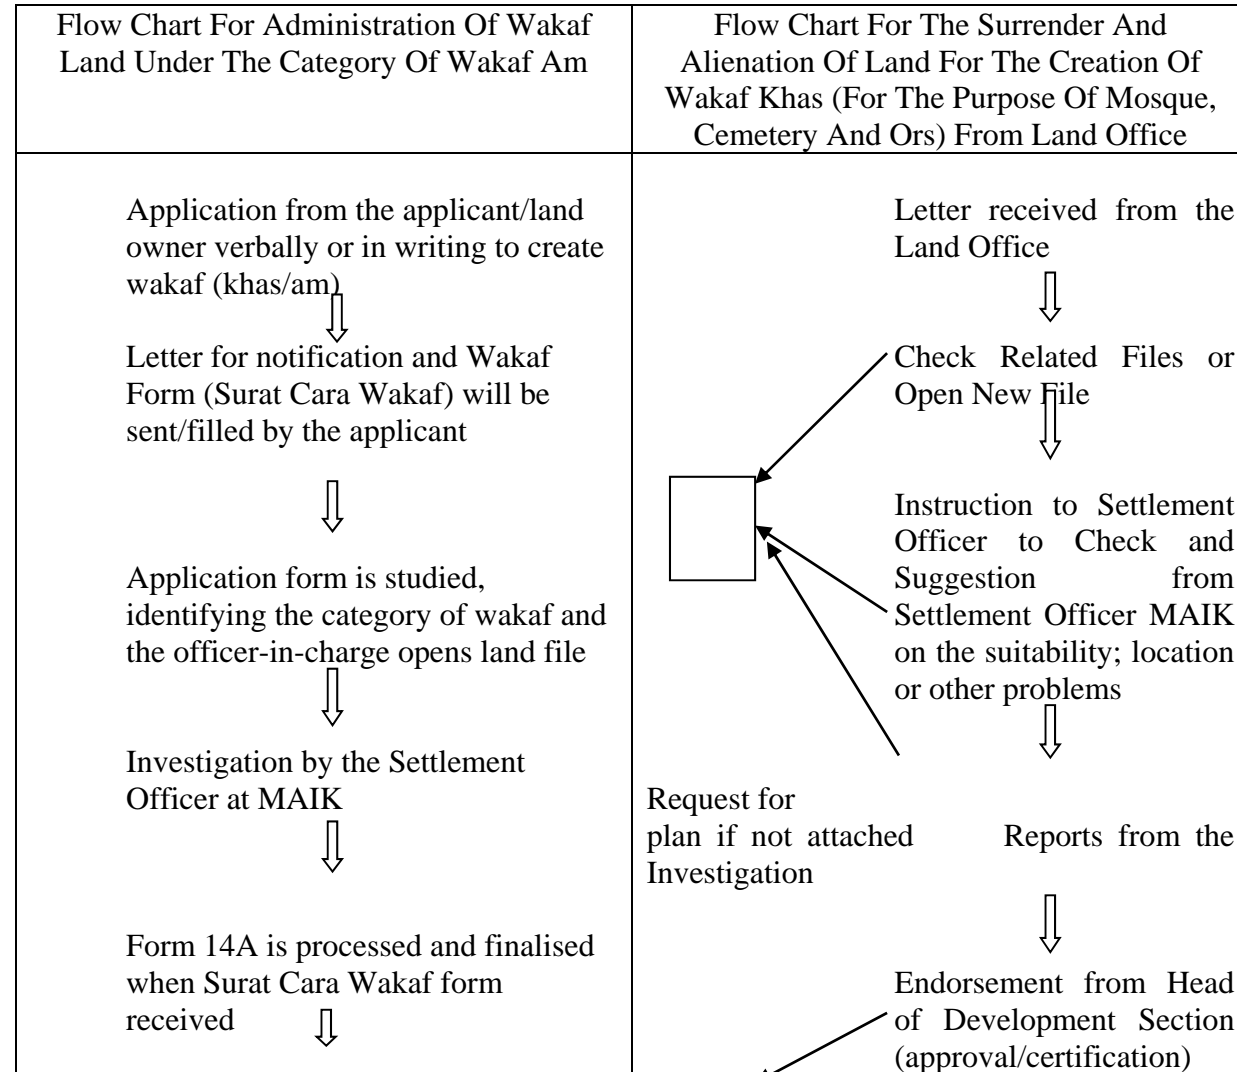 Flow Chart For Administration Of Wakaf
Land Under The Category Of Wakaf Am
Flow Chart For The Surrender And
Alienation Of Land For The Creation Of
Wakaf Khas (For The Purpose Of Mosque,
Cemetery And Ors) From Land Office
Application from the applicant/land
owner verbally or in writing to create
wakaf (khas/am)
Letter for notification and Wakaf
Form (Surat Cara Wakaf) will be
sent/filled by the applicant
Application form is studied,
identifying the category of wakaf and
the officer-in-charge opens land file
Investigation by the Settlement
Officer at MAIK
Form 14A is processed and finalised
when Surat Cara Wakaf form
received
Letter received from the
Land Office
Check Related Files or
Open New File
Instruction to Settlement
Officer to Check and
Suggestion from
Settlement Officer MAIK
on the suitability; location
or other problems
Request for
plan if not attached Reports from the
Investigation
Endorsement from Head
of Development Section
(approval/certification)